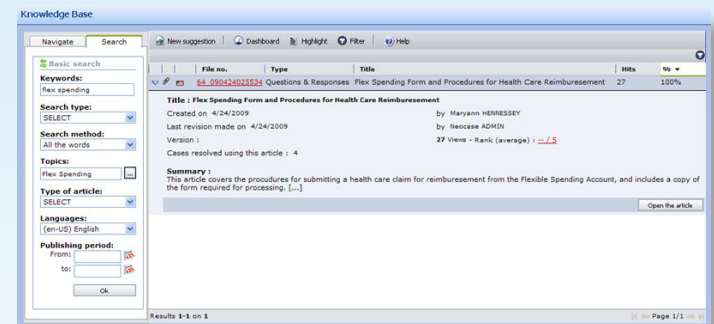 Knowledge Base
Navigate Search
New suggestion Dashboard Highlight Filter Help
Basic search
Keywords:
flex spending
Search type:
SELECT
Search method:
All the words
Topics:
Flex Spending ...
Type of article:
SELECT
Languages:
(en-US) English
Publishing period:
From:
to:
Ok
File no. Type Title Hits %
64_090424025534 Questions & Responses Flex Spending Form and Procedures for Health Care Reimburesement 27 100%
Title : Flex Spending Form and Procedures for Health Care Reimburesement
Created on 4/24/2009 by Maryann HENNESSEY
Last revision made on 4/24/2009 by Neocase ADMIN
Version : 27 Views - Rank (average) : -- / 5
Cases resolved using this article : 4
Summary :
This article covers the procudures for submitting a health care claim for reimburesement from the Flexible Spending Account, and includes a copy of
the form required for processing. [...]
Open the article
Results 1-1 on 1 Page 1/1